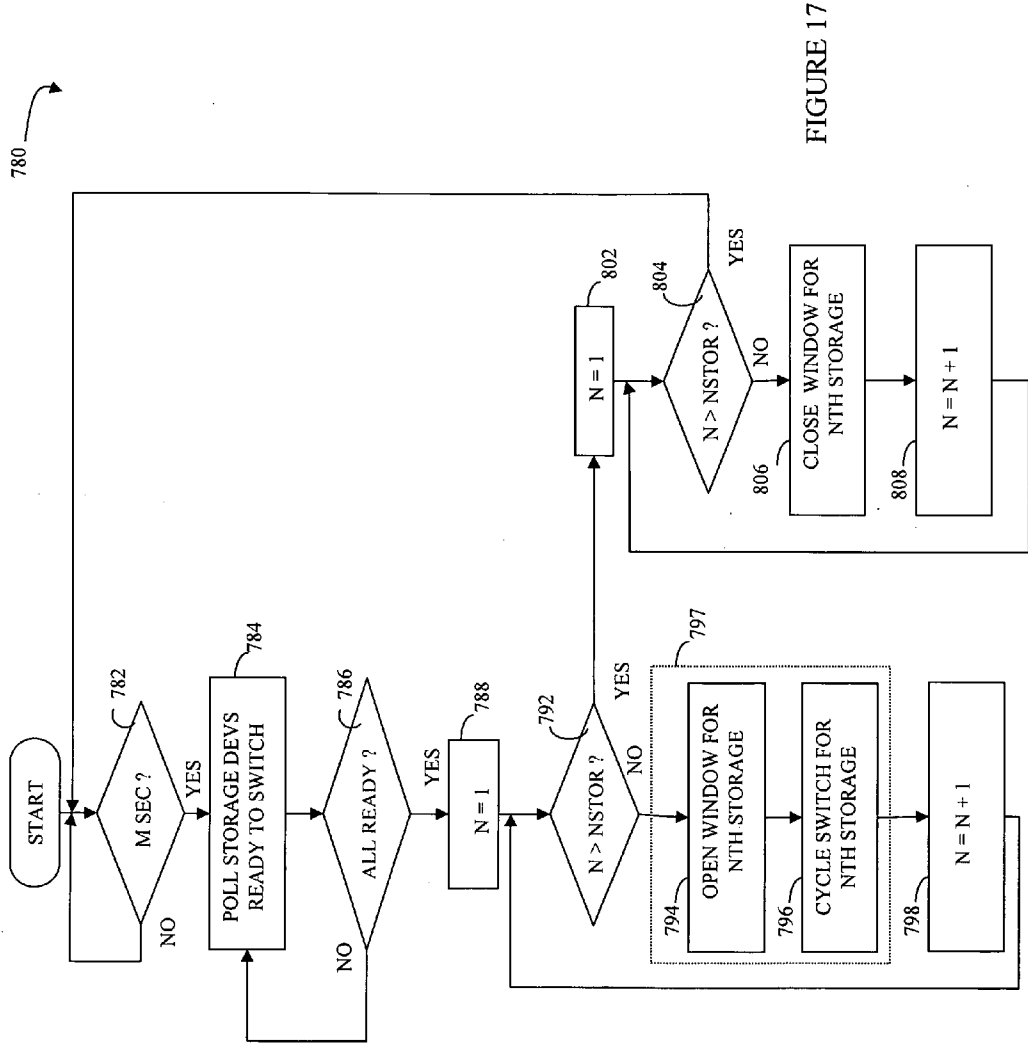 780
START
782
M SEC ?
NO
YES
784
POLL STORAGE DEVS
READY TO SWITCH
786
ALL READY ?
NO
YES
788
N = 1
792
N > NSTOR ?
YES
NO
797
794
OPEN WINDOW FOR
NTH STORAGE
796
CYCLE SWITCH FOR
NTH STORAGE
798
N = N + 1
802
N = 1
804
N > NSTOR ?
YES
NO
806
CLOSE WINDOW FOR
NTH STORAGE
808
N = N + 1
FIGURE 17